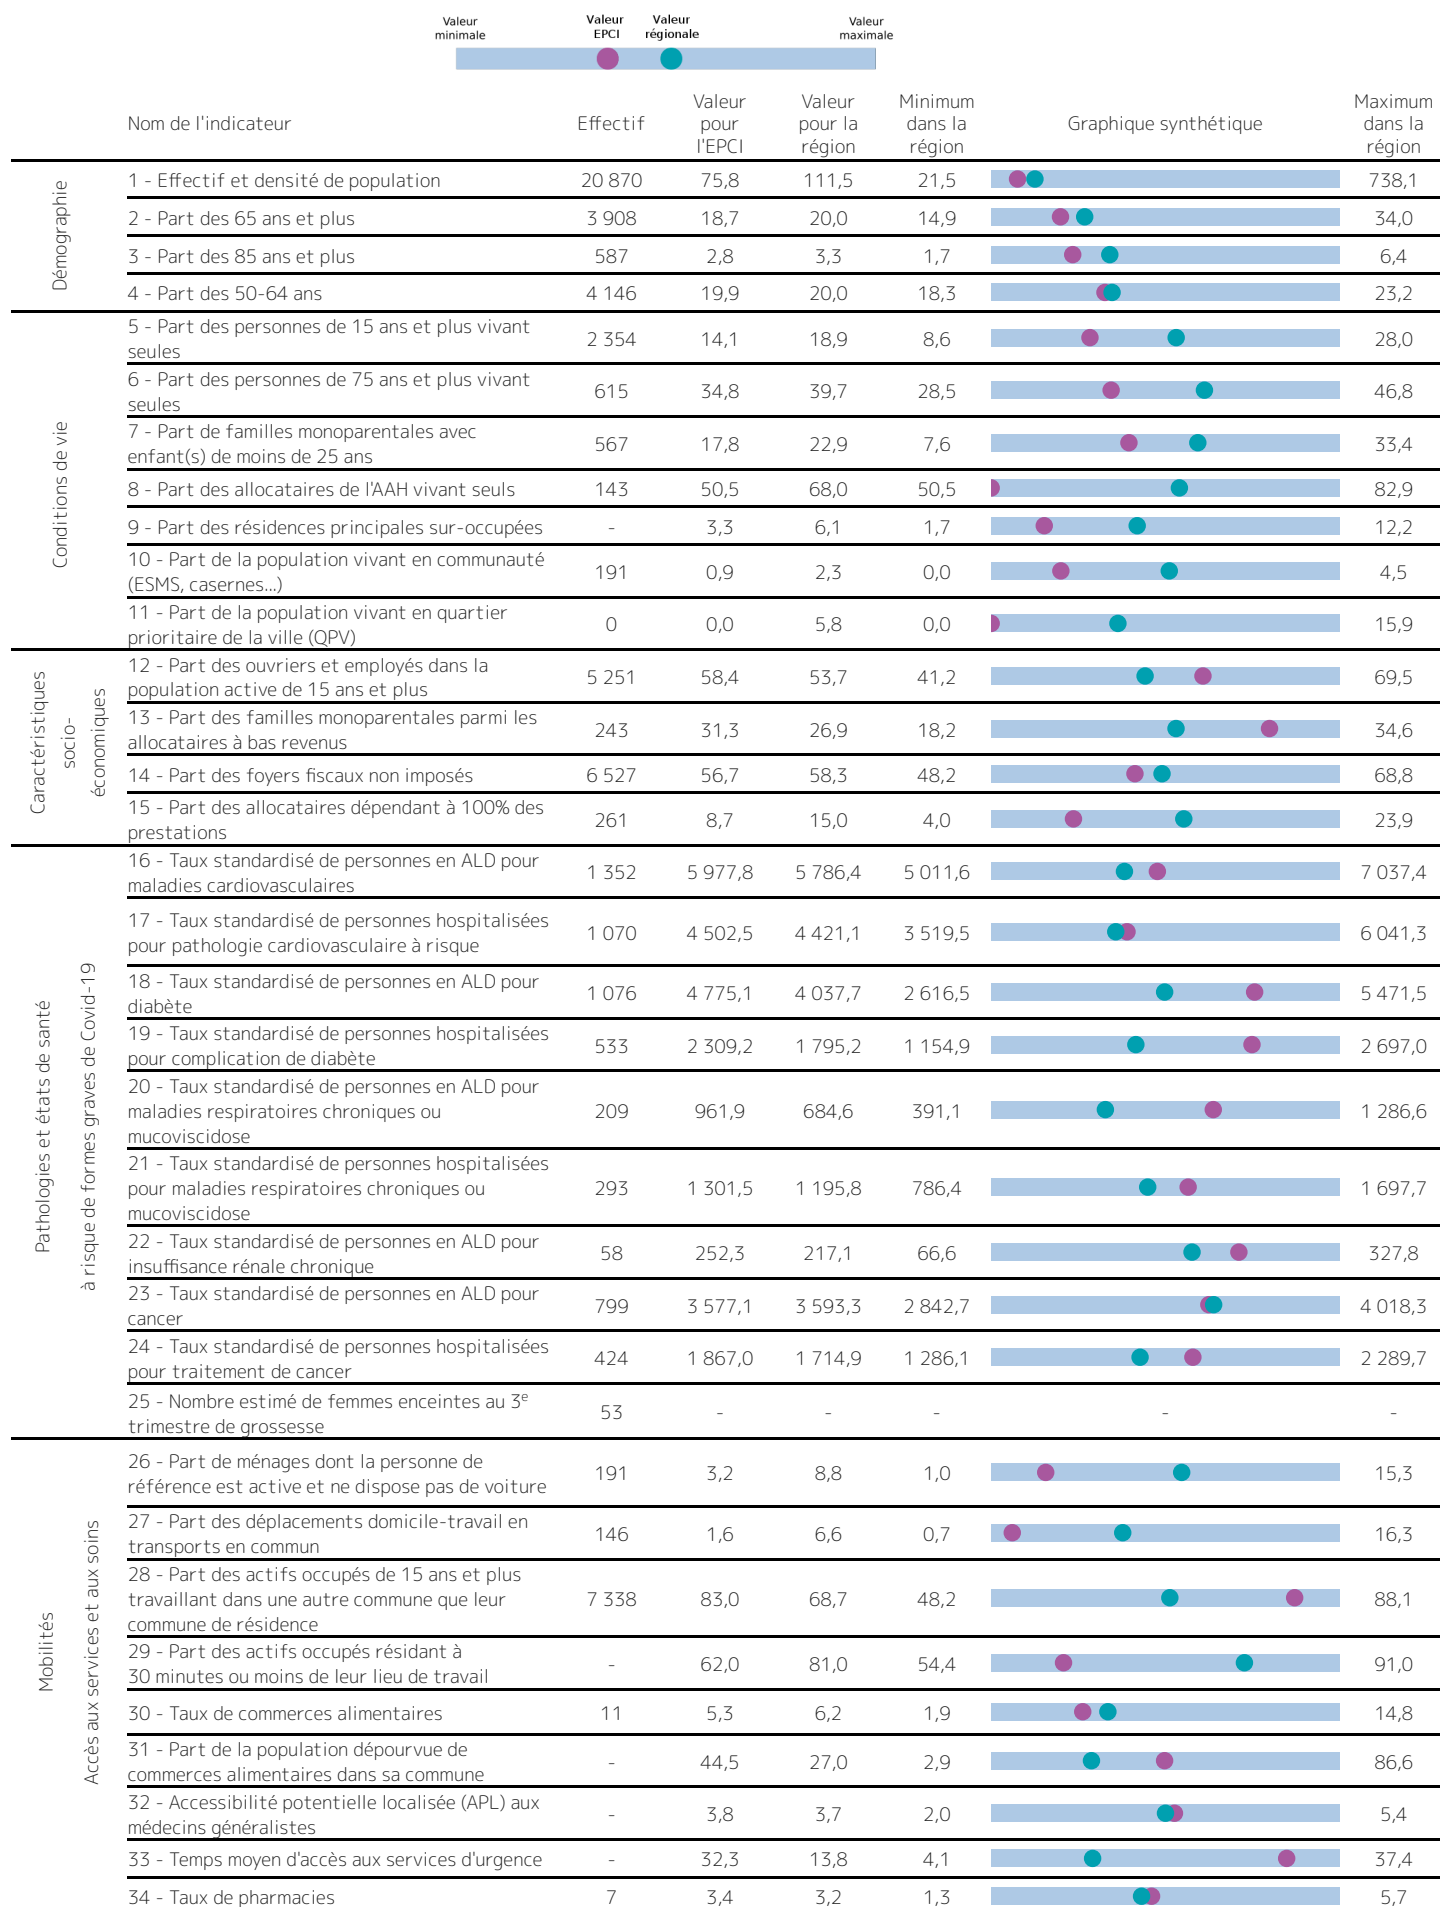 Valeur minimale
Valeur EPCI
Valeur régionale
Valeur maximale
Nom de l'indicateur
Effectif
Valeur pour l'EPCI
Valeur pour la région
Minimum dans la région
Graphique synthétique
Maximum dans la région
Démographie
1 - Effectif et densité de population 20 870 75,8 111,5 21,5 738,1
2 - Part des 65 ans et plus 3 908 18,7 20,0 14,9 34,0
3 - Part des 85 ans et plus 587 2,8 3,3 1,7 6,4
4 - Part des 50-64 ans 4 146 19,9 20,0 18,3 23,2
Conditions de vie
5 - Part des personnes de 15 ans et plus vivant
seules 2 354 14,1 18,9 8,6 28,0
6 - Part des personnes de 75 ans et plus vivant
seules 615 34,8 39,7 28,5 46,8
7 - Part de familles monoparentales avec
enfant(s) de moins de 25 ans 567 17,8 22,9 7,6 33,4
8 - Part des allocataires de l'AAH vivant seuls 143 50,5 68,0 50,5 82,9
9 - Part des résidences principales sur-occupées - 3,3 6,1 1,7 12,2
10 - Part de la population vivant en communauté
(ESMS, casernes...) 191 0,9 2,3 0,0 4,5
11 - Part de la population vivant en quartier
prioritaire de la ville (QPV) 0 0,0 5,8 0,0 15,9
Caractéristiques
socio-
économiques
12 - Part des ouvriers et employés dans la
population active de 15 ans et plus 5 251 58,4 53,7 41,2 69,5
13 - Part des familles monoparentales parmi les
allocataires à bas revenus 243 31,3 26,9 18,2 34,6
14 - Part des foyers fiscaux non imposés 6 527 56,7 58,3 48,2 68,8
15 - Part des allocataires dépendant à 100% des
prestations 261 8,7 15,0 4,0 23,9
Pathologies et états de santé
à risque de formes graves de Covid-19
16 - Taux standardisé de personnes en ALD pour
maladies cardiovasculaires 1 352 5 977,8 5 786,4 5 011,6 7 037,4
17 - Taux standardisé de personnes hospitalisées
pour pathologie cardiovasculaire à risque 1 070 4 502,5 4 421,1 3 519,5 6 041,3
18 - Taux standardisé de personnes en ALD pour
diabète 1 076 4 775,1 4 037,7 2 616,5 5 471,5
19 - Taux standardisé de personnes hospitalisées
pour complication de diabète 533 2 309,2 1 795,2 1 154,9 2 697,0
20 - Taux standardisé de personnes en ALD pour
maladies respiratoires chroniques ou
mucoviscidose 209 961,9 684,6 391,1 1 286,6
21 - Taux standardisé de personnes hospitalisées
pour maladies respiratoires chroniques ou
mucoviscidose 293 1 301,5 1 195,8 786,4 1 697,7
22 - Taux standardisé de personnes en ALD pour
insuffisance rénale chronique 58 252,3 217,1 66,6 327,8
23 - Taux standardisé de personnes en ALD pour
cancer 799 3 577,1 3 593,3 2 842,7 4 018,3
24 - Taux standardisé de personnes hospitalisées
pour traitement de cancer 424 1 867,0 1 714,9 1 286,1 2 289,7
25 - Nombre estimé de femmes enceintes au 3e
trimestre de grossesse 53 - - - - -
Mobilités
Accès aux services et aux soins
26 - Part de ménages dont la personne de
référence est active et ne dispose pas de voiture 191 3,2 8,8 1,0 15,3
27 - Part des déplacements domicile-travail en
transports en commun 146 1,6 6,6 0,7 16,3
28 - Part des actifs occupés de 15 ans et plus
travaillant dans une autre commune que leur
commune de résidence 7 338 83,0 68,7 48,2 88,1
29 - Part des actifs occupés résidant à
30 minutes ou moins de leur lieu de travail - 62,0 81,0 54,4 91,0
30 - Taux de commerces alimentaires 11 5,3 6,2 1,9 14,8
31 - Part de la population dépourvue de
commerces alimentaires dans sa commune - 44,5 27,0 2,9 86,6
32 - Accessibilité potentielle localisée (APL) aux
médecins généralistes - 3,8 3,7 2,0 5,4
33 - Temps moyen d'accès aux services d'urgence - 32,3 13,8 4,1 37,4
34 - Taux de pharmacies 7 3,4 3,2 1,3 5,7